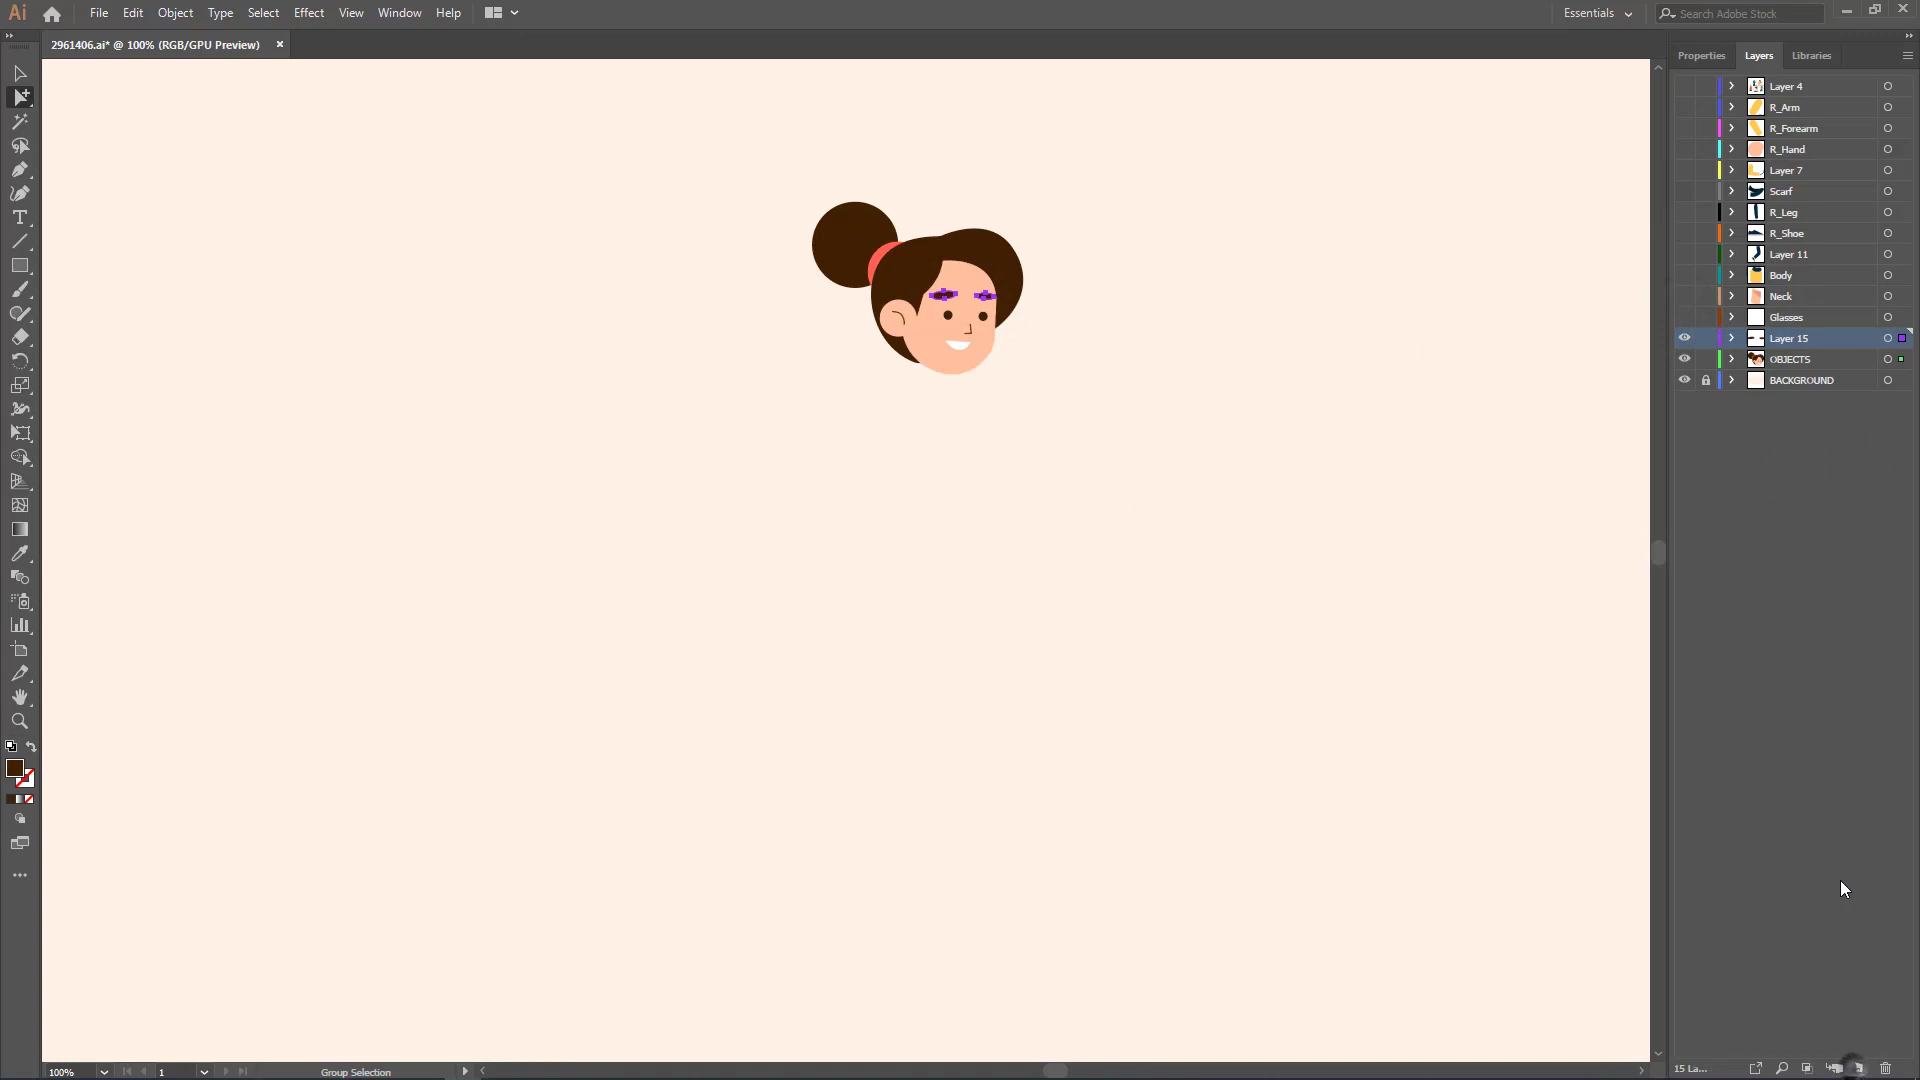 Ai File Edit Object Type Select Effect View Window Help Essentials Search Adobe Stock
2961406.ai* @ 100% (RGB/GPU Preview)
Properties Layers Libraries
Layer 4
R_Arm
R_Forearm
R_Hand
Layer 7
Scarf
R_Leg
R_Shoe
Layer 11
Body
Neck
Glasses
Layer 15
OBJECTS
BACKGROUND
100% 1 Group Selection 15 La...